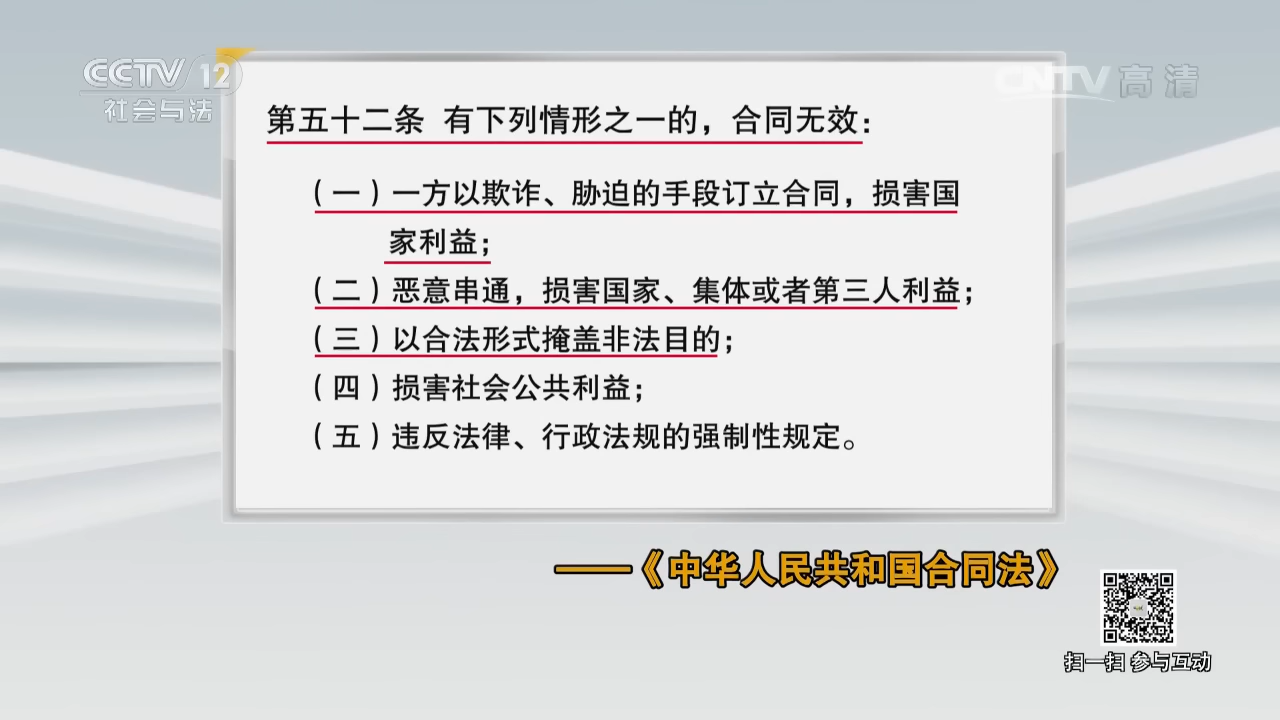 CCTV 12
社会与法
CNTV 高清
第五十二条 有下列情形之一的，合同无效：
（一）一方以欺诈、胁迫的手段订立合同，损害国
家利益；
（二）恶意串通，损害国家、集体或者第三人利益；
（三）以合法形式掩盖非法目的；
（四）损害社会公共利益；
（五）违反法律、行政法规的强制性规定。
——《中华人民共和国合同法》
扫一扫 参与互动